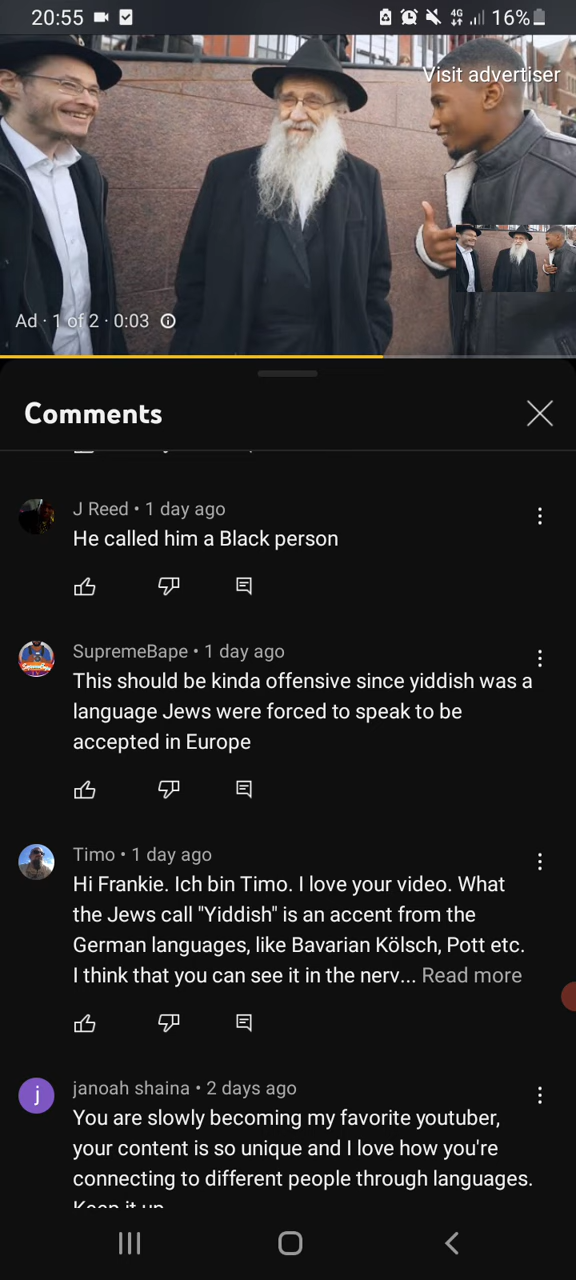 20:55
4G
16%
Visit advertiser
Ad · 1 of 2 · 0:03
Comments
J Reed • 1 day ago
He called him a Black person
SupremeBape • 1 day ago
This should be kinda offensive since yiddish was a
language Jews were forced to speak to be
accepted in Europe
Timo • 1 day ago
Hi Frankie. Ich bin Timo. I love your video. What
the Jews call "Yiddish" is an accent from the
German languages, like Bavarian Kölsch, Pott etc.
I think that you can see it in the nerv... Read more
j
janoah shaina • 2 days ago
You are slowly becoming my favorite youtuber,
your content is so unique and I love how you're
connecting to different people through languages.
Keep it up